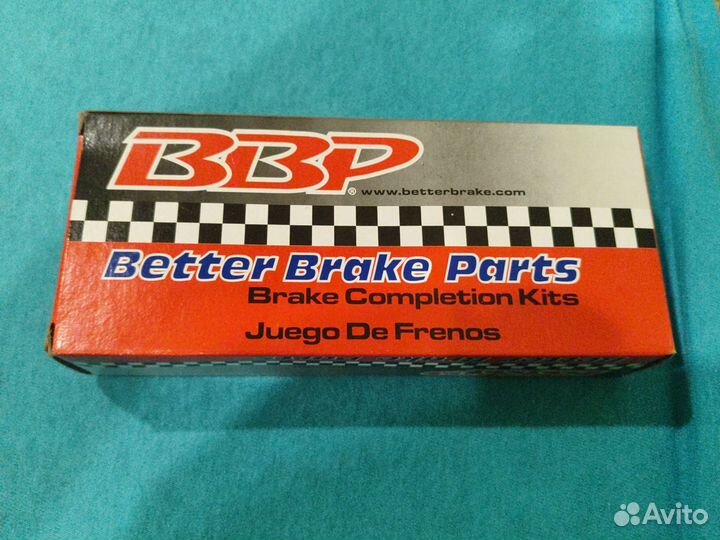 BBP
® www.betterbrake.com
Better Brake Parts
Brake Completion Kits
Juego De Frenos
Avito